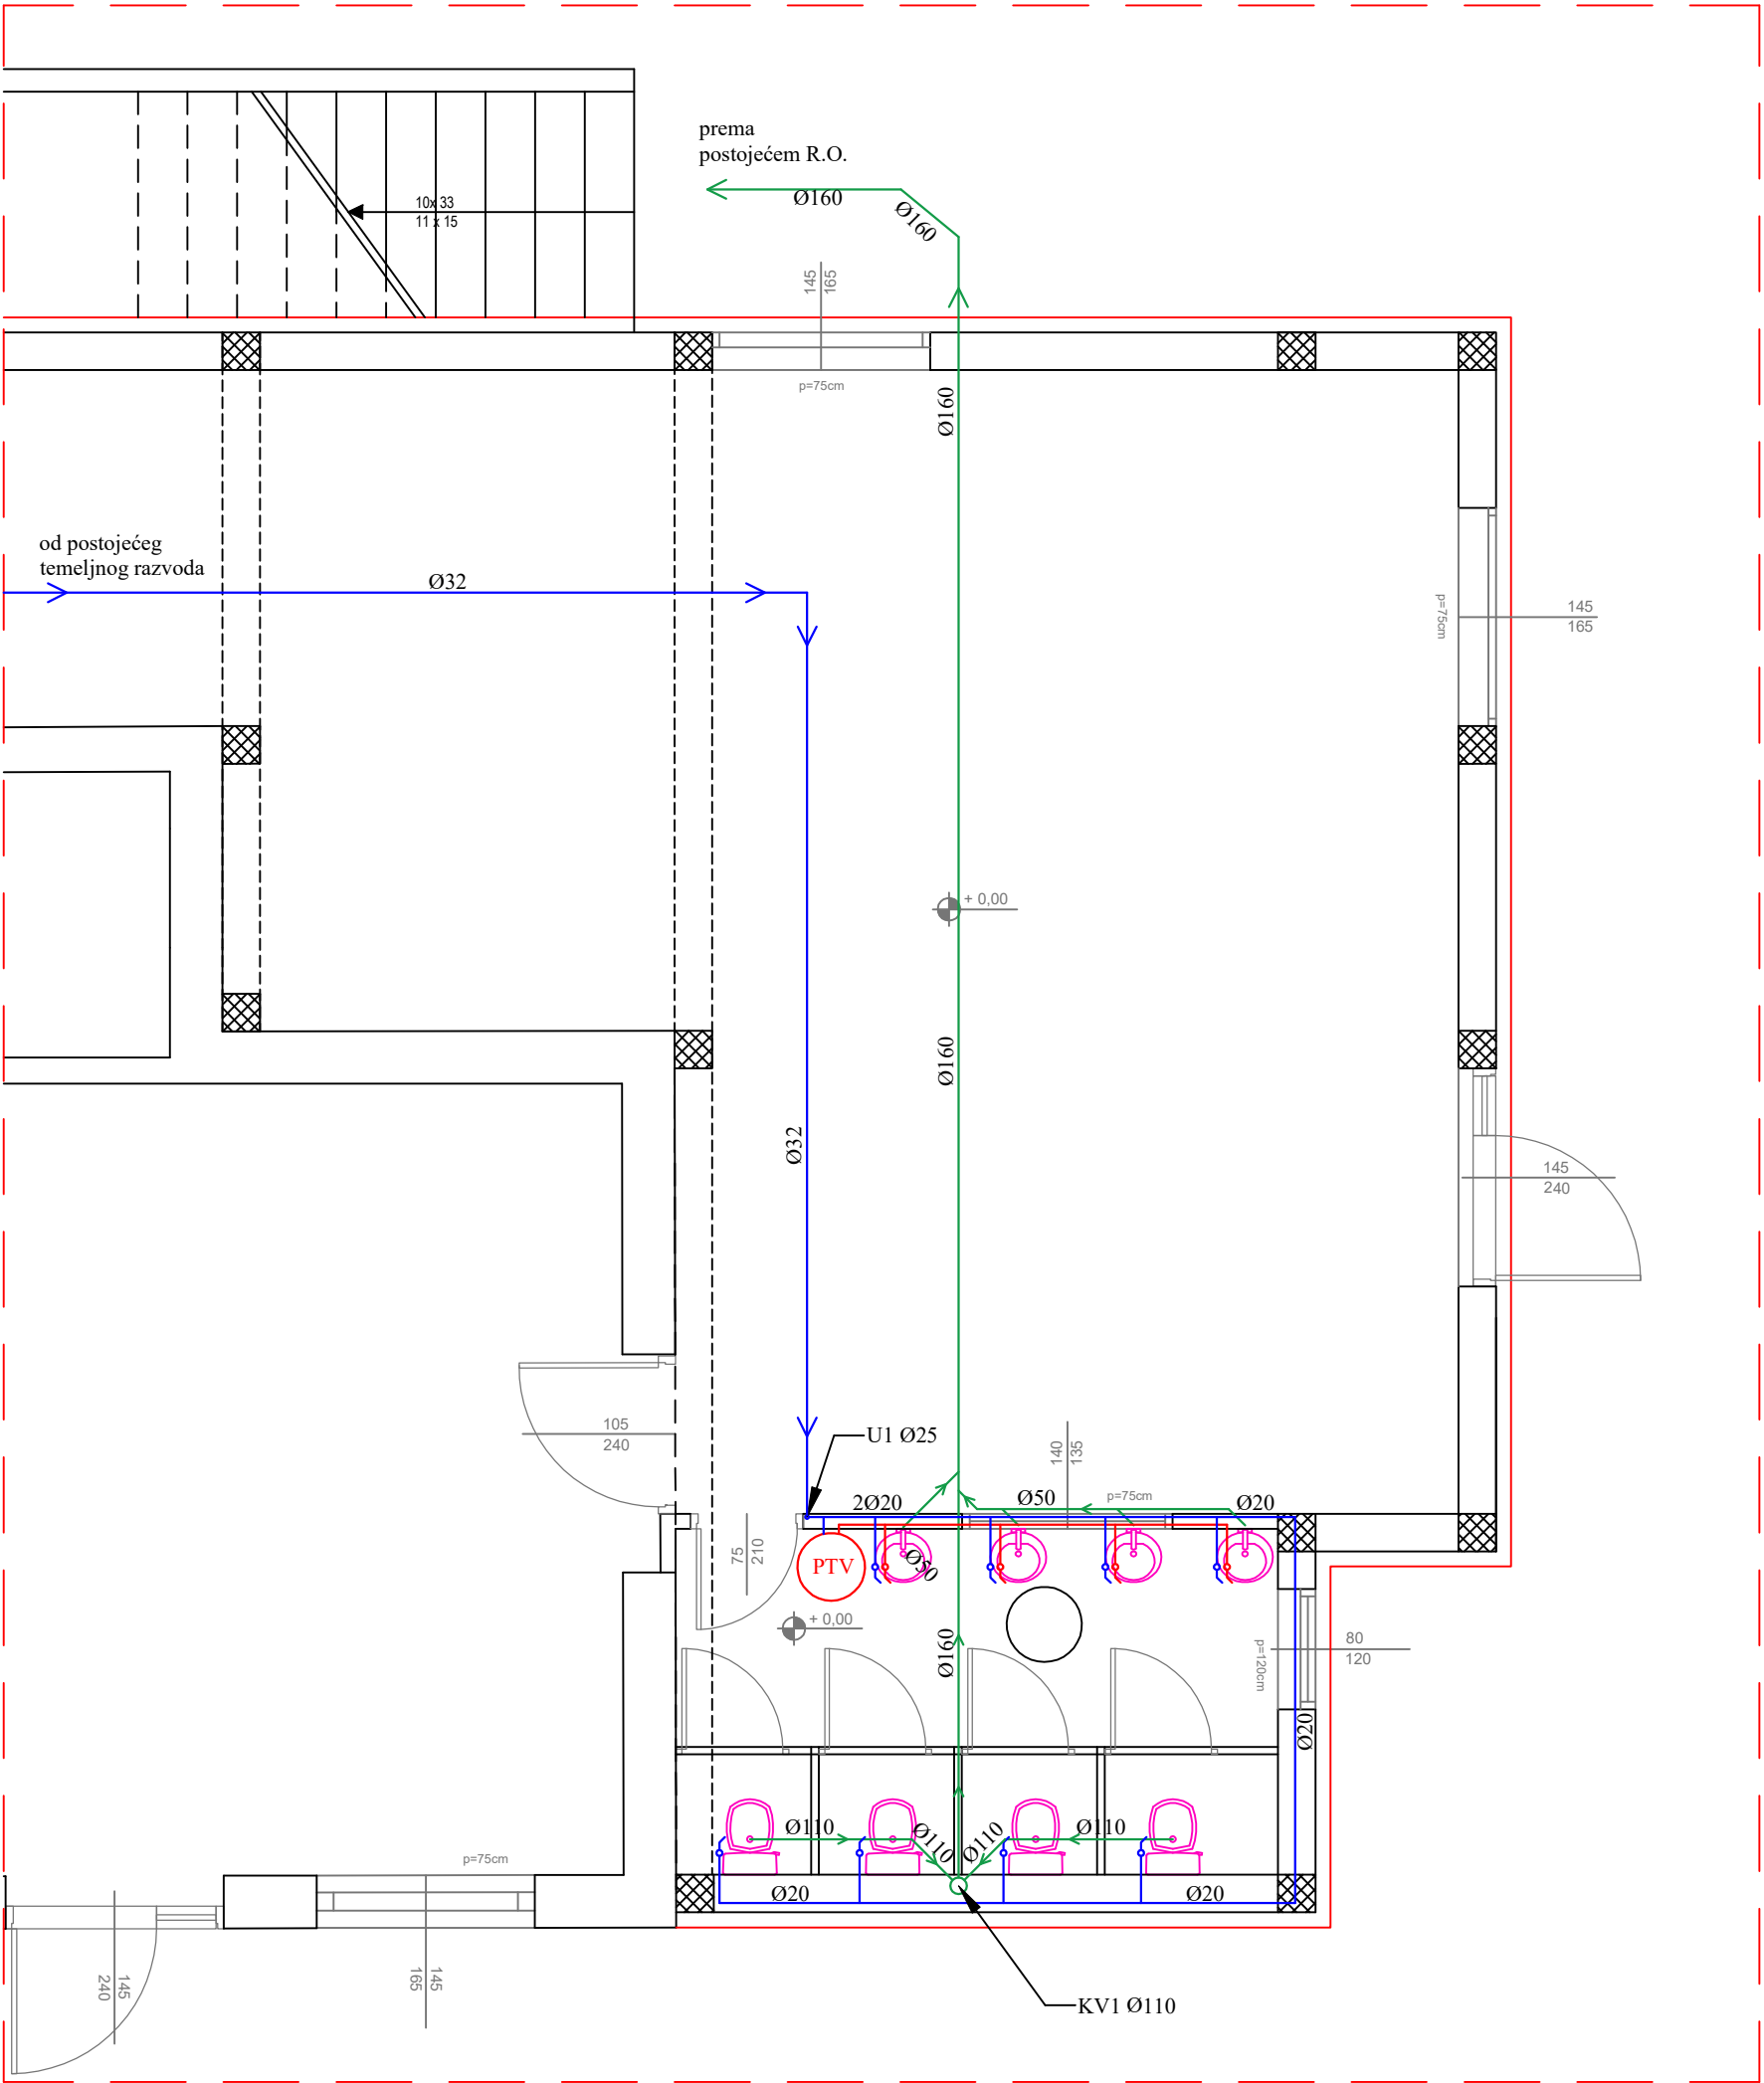 prema
postojećem R.O.
Ø160
Ø160
10x 33
11 x 15
145
165
p=75cm
Ø160
od postojećeg
temeljnog razvoda
Ø32
p=75cm
145
165
+ 0,00
Ø160
Ø32
145
240
105
240
U1 Ø25
140
135
2Ø20
Ø50
p=75cm
Ø20
75
210
PTV
Ø50
+ 0,00
Ø160
p=120cm
80
120
Ø20
Ø110
Ø110
Ø110
Ø110
p=75cm
Ø20
Ø20
145
240
145
165
KV1 Ø110